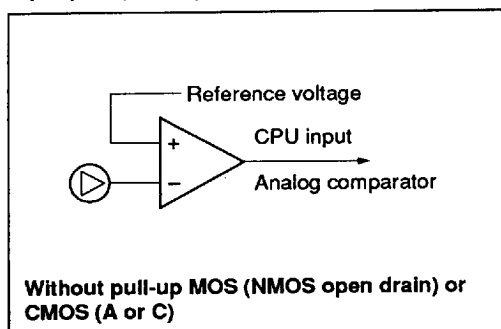 Reference voltage
+
CPU input
−
Analog comparator
Without pull-up MOS (NMOS open drain) or
CMOS (A or C)